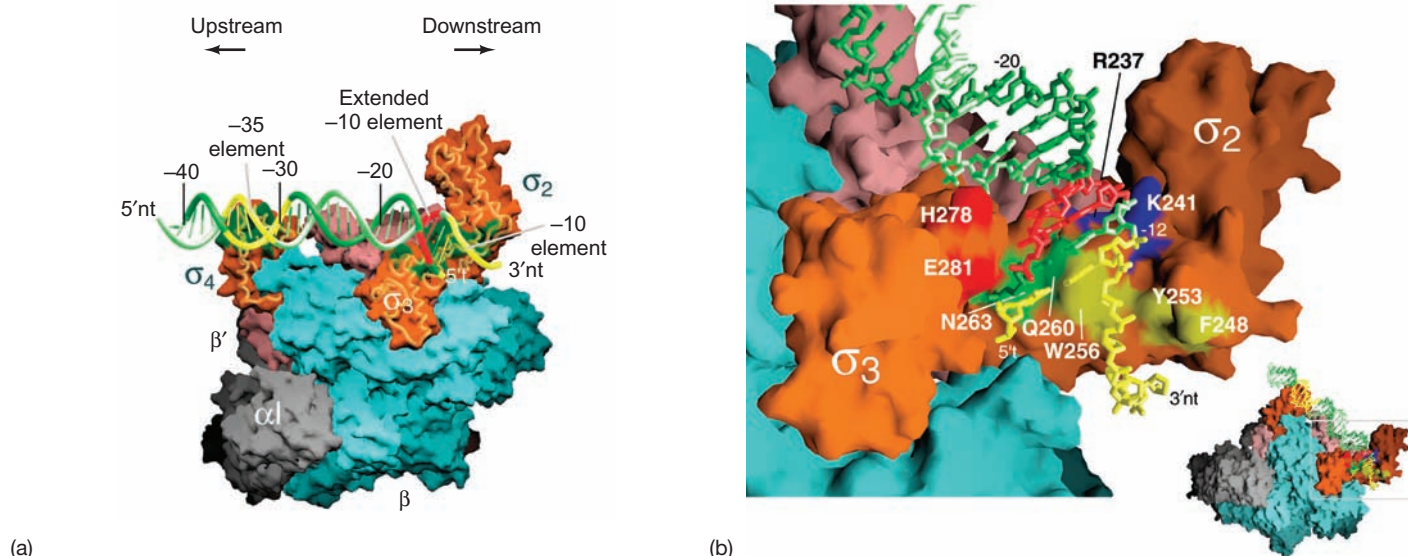 Upstream
Downstream
Extended
–10 element
–35
element
–40
–30
–20
σ2
5′nt
–10
element
3′nt
5′t
σ4
σ3
β′
αI
β
(a)
-20
R237
σ2
H278
K241
-12
E281
Y253
N263
Q260
F248
W256
5′t
σ3
3′nt
(b)